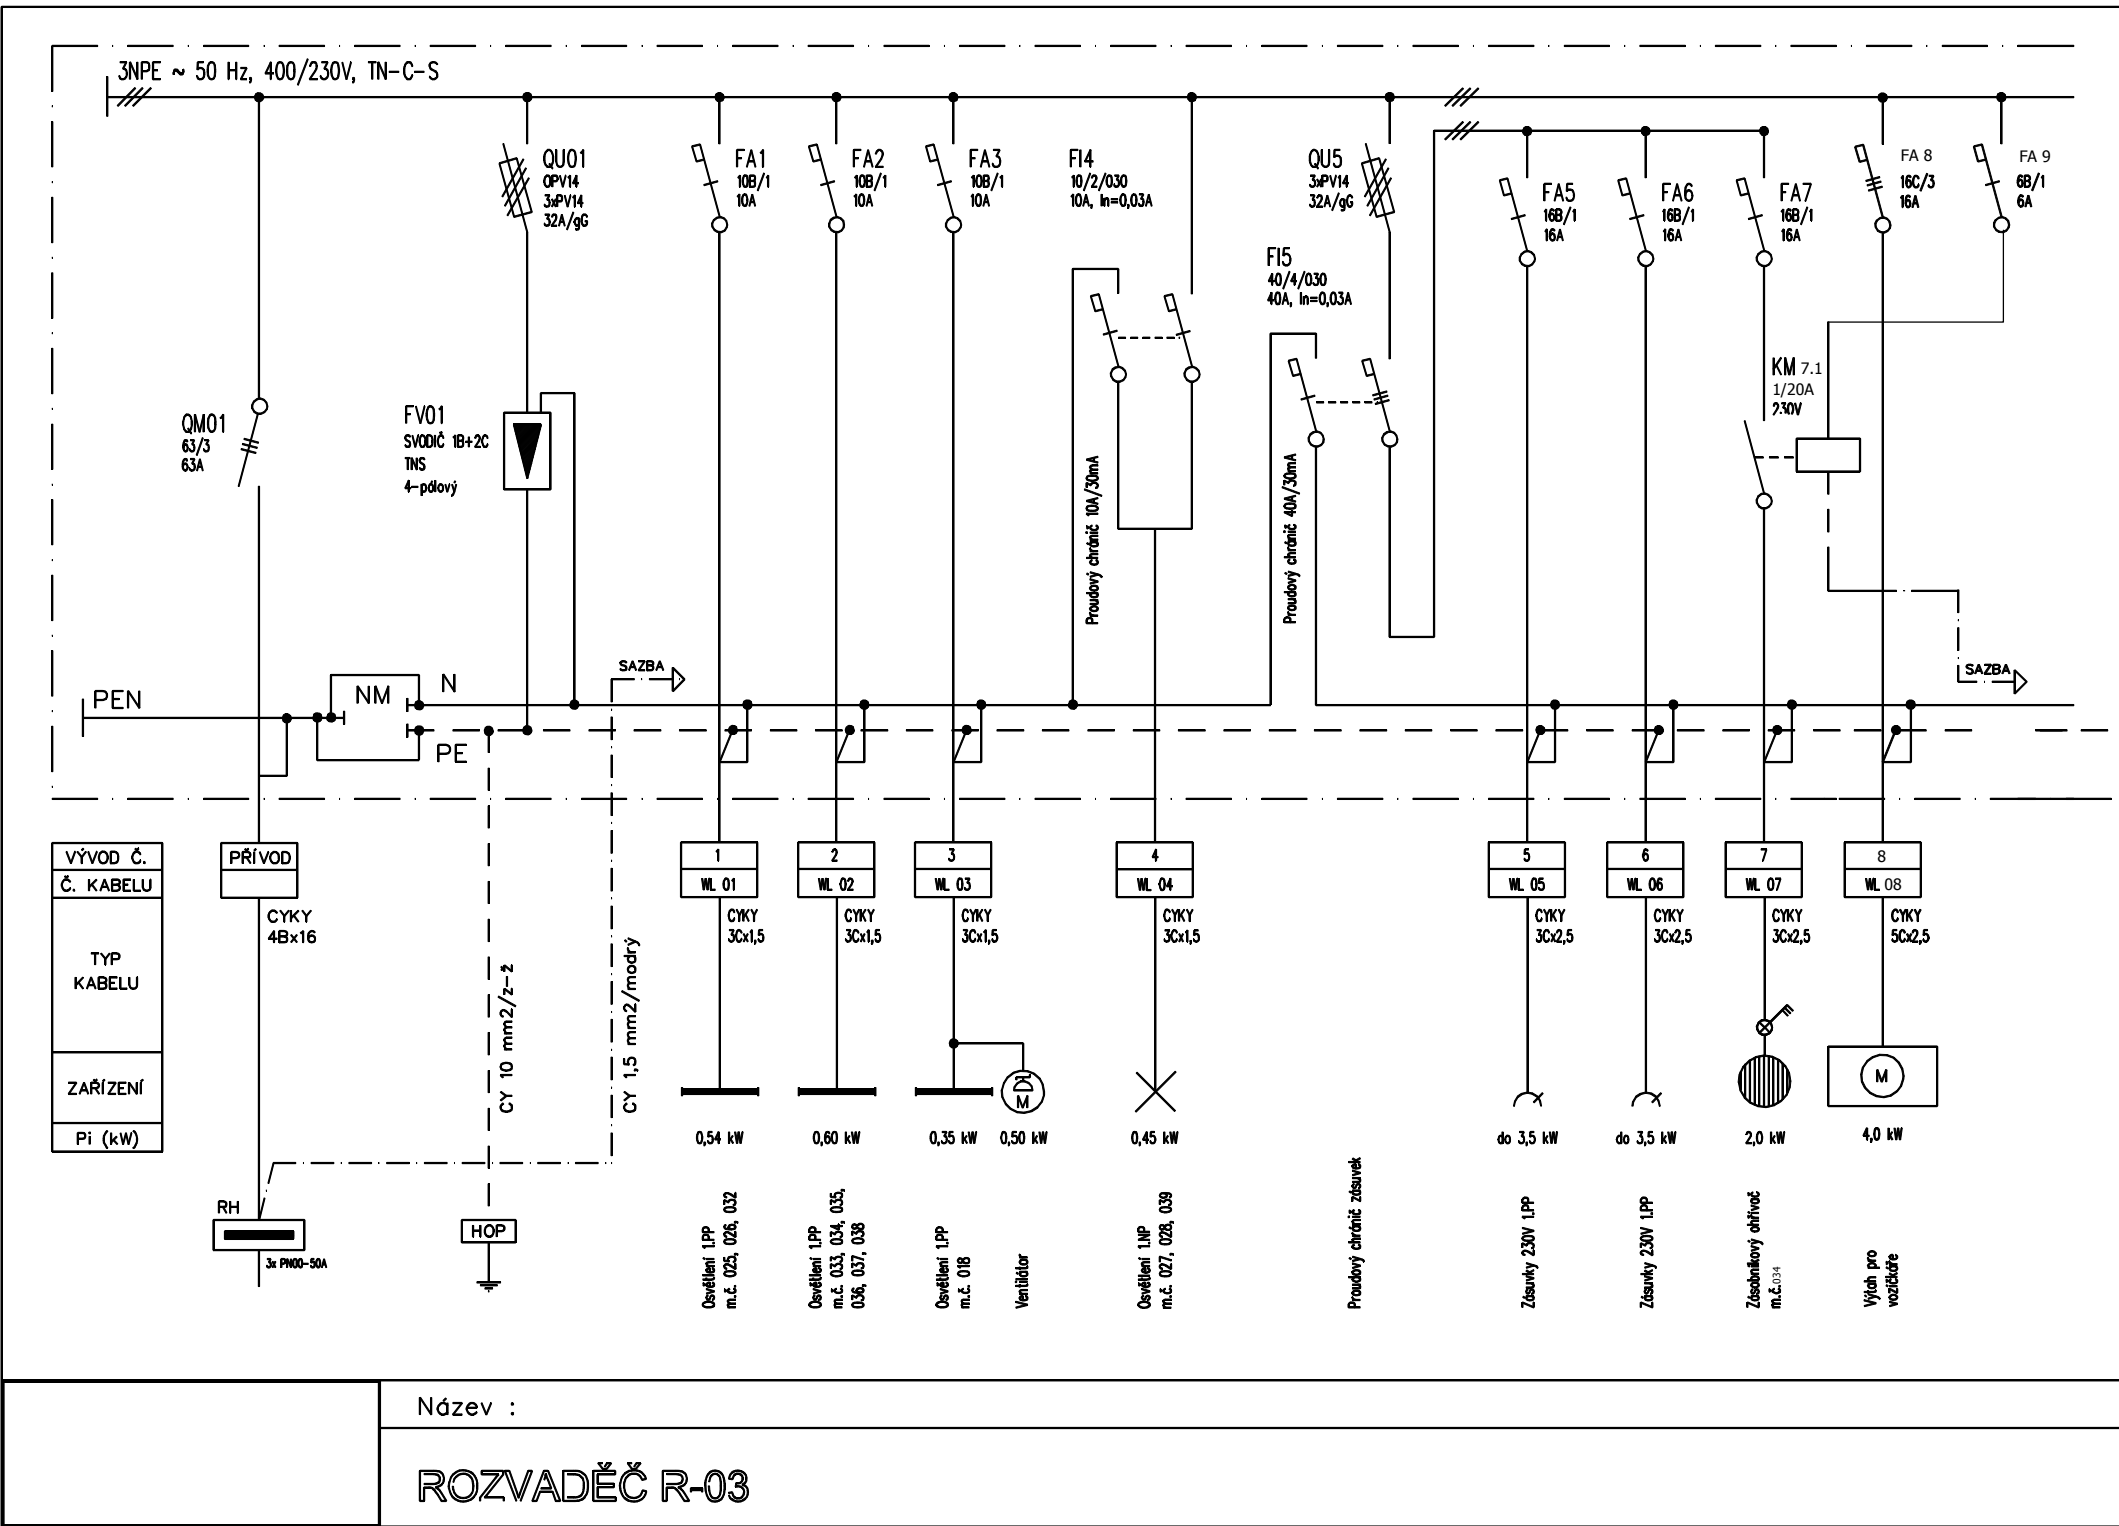 3NPE ~ 50 Hz, 400/230V, TN-C-S
QU01
OPV14
3xPV14
32A/gG
FA1
10B/1
10A
FA2
10B/1
10A
FA3
10B/1
10A
FI4
10/2/030
10A, In=0,03A
QU5
3xPV14
32A/gG
FI5
40/4/030
40A, In=0,03A
FA5
16B/1
16A
FA6
16B/1
16A
FA7
16B/1
16A
FA 8
16C/3
16A
FA 9
6B/1
6A
QM01
63/3
63A
FV01
SVODIČ 1B+2C
TNS
4-pólový
Proudový chránič 10A/30mA
Proudový chránič 40A/30mA
KM 7.1
1/20A
230V
SAZBA
SAZBA
PEN
NM
N
PE
VÝVOD Č.
Č. KABELU
TYP
KABELU
ZAŘÍZENÍ
Pi (kW)
PŘÍVOD
CYKY
4Bx16
CY 10 mm2/z-ž
CY 1,5 mm2/modrý
1
WL 01
CYKY
3Cx1,5
2
WL 02
CYKY
3Cx1,5
3
WL 03
CYKY
3Cx1,5
4
WL 04
CYKY
3Cx1,5
5
WL 05
CYKY
3Cx2,5
6
WL 06
CYKY
3Cx2,5
7
WL 07
CYKY
3Cx2,5
8
WL 08
CYKY
5Cx2,5
M
M
0,54 kW
0,60 kW
0,35 kW
0,50 kW
0,45 kW
do 3,5 kW
do 3,5 kW
2,0 kW
4,0 kW
RH
3x PN00-50A
HOP
Osvětlení 1.PP
m.č. 025, 026, 032
Osvětlení 1.PP
m.č. 033, 034, 035,
036, 037, 038
Osvětlení 1.PP
m.č. 018
Ventilátor
Osvětlení 1.NP
m.č. 027, 028, 039
Proudový chránič zásuvek
Zásuvky 230V 1.PP
Zásuvky 230V 1.PP
Zásobníkový ohřívač
m.č.034
Výtah pro
vozíčkáře
Název :
ROZVADĚČ R-03